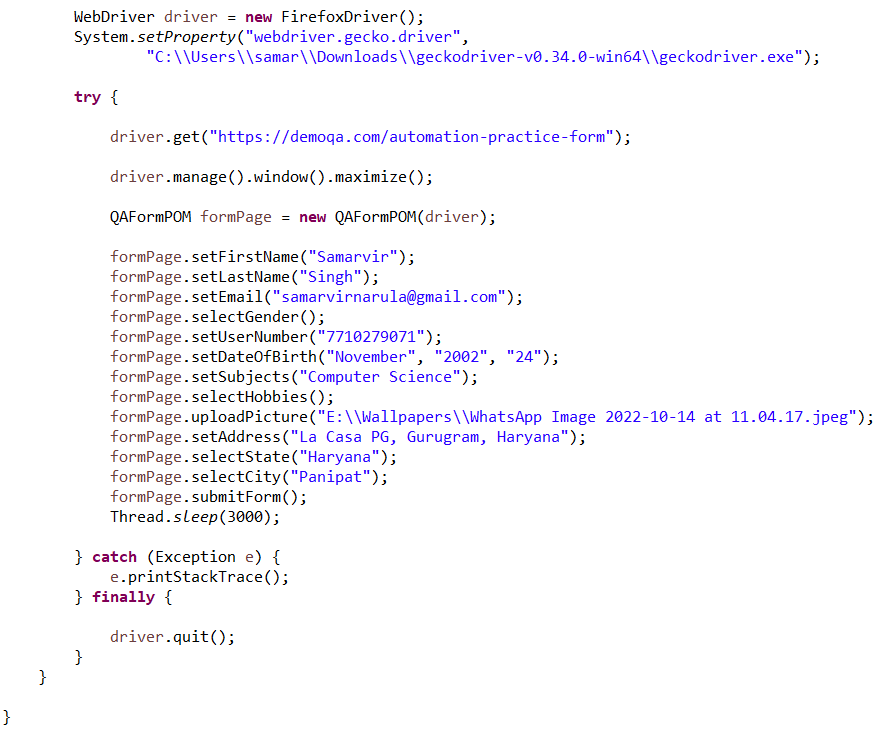 WebDriver driver = new FirefoxDriver();
System.setProperty("webdriver.gecko.driver",
"C:\\Users\\samar\\Downloads\\geckodriver-v0.34.0-win64\\geckodriver.exe");
try {
driver.get("https://demoqa.com/automation-practice-form");
driver.manage().window().maximize();
QAFormPOM formPage = new QAFormPOM(driver);
formPage.setFirstName("Samarvir");
formPage.setLastName("Singh");
formPage.setEmail("samarvirnarula@gmail.com");
formPage.selectGender();
formPage.setUserNumber("7710279071");
formPage.setDateOfBirth("November", "2002", "24");
formPage.setSubjects("Computer Science");
formPage.selectHobbies();
formPage.uploadPicture("E:\\Wallpapers\\WhatsApp Image 2022-10-14 at 11.04.17.jpeg");
formPage.setAddress("La Casa PG, Gurugram, Haryana");
formPage.selectState("Haryana");
formPage.selectCity("Panipat");
formPage.submitForm();
Thread.sleep(3000);
} catch (Exception e) {
e.printStackTrace();
} finally {
driver.quit();
}
}
}